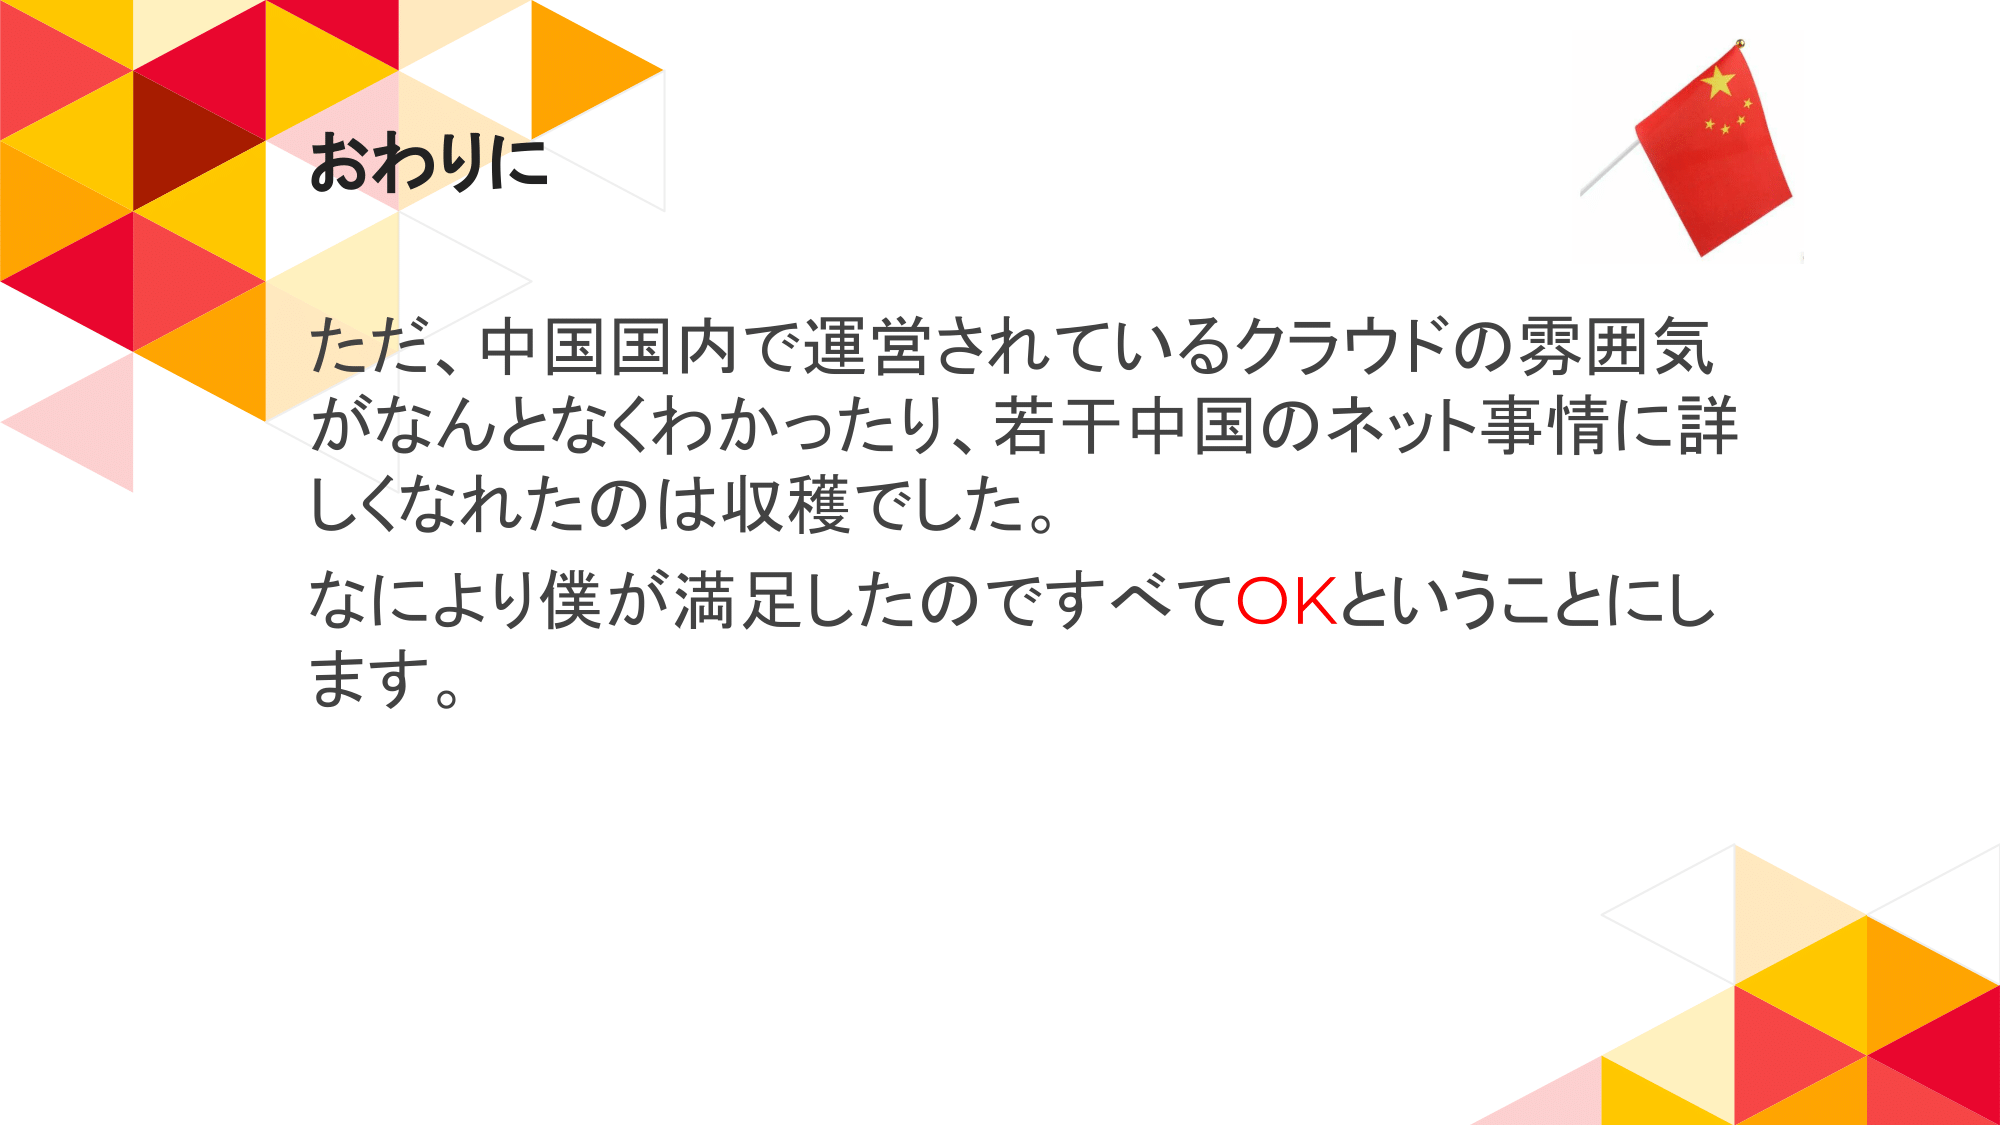 おわりに
ただ、中国国内で運営されているクラウドの雰囲気
がなんとなくわかったり、若干中国のネット事情に詳
しくなれたのは収穫でした。
なにより僕が満足したのですべてOKということにし
ます。